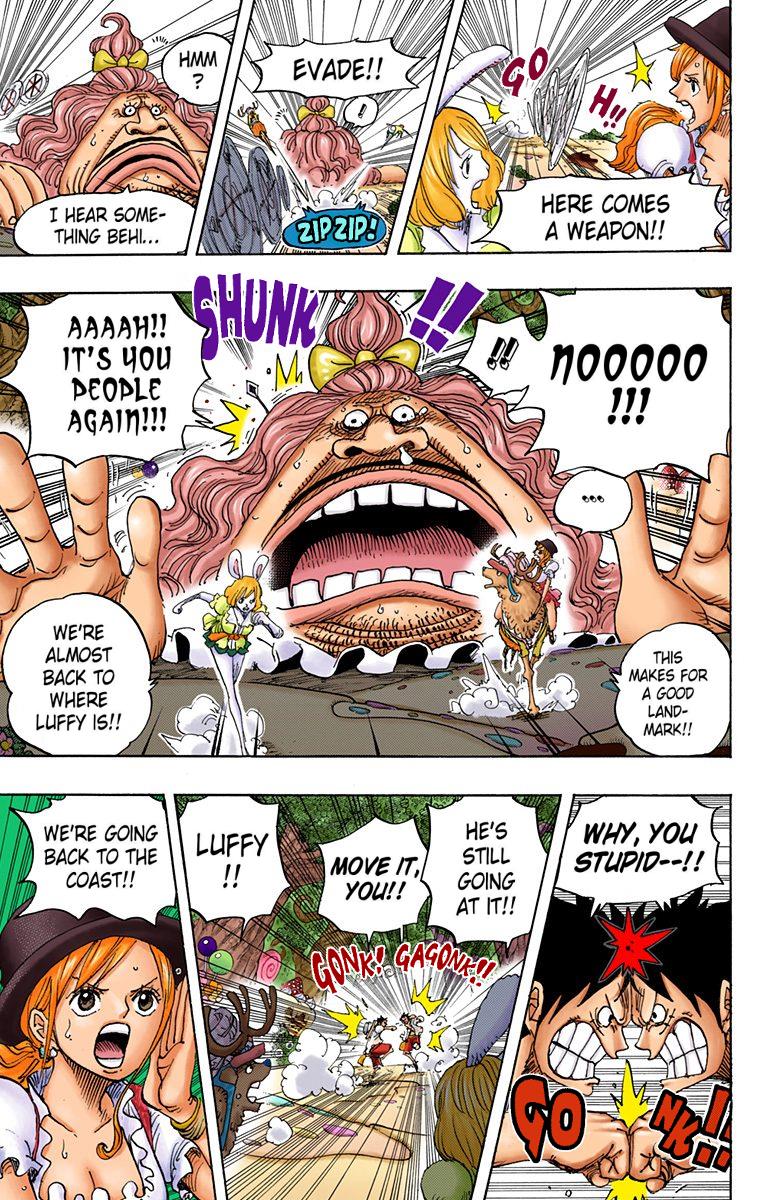 GO
H!!
HERE COMES
A WEAPON!!
EVADE!!
!
ZIP ZIP!
HMM
?
I HEAR SOME-
THING BEHI...
NOOOOO
!!!
!!
SHUNK
!!
AAAAH!!
IT'S YOU
PEOPLE
AGAIN!!!
...
THIS
MAKES FOR
A GOOD
LAND-
MARK!!
WE'RE
ALMOST
BACK TO
WHERE
LUFFY IS!!
WHY, YOU
STUPID--!!
GO
NK!!
HE'S
STILL
GOING
AT IT!!
MOVE IT,
YOU!!
LUFFY
!!
GONK! GAGONK!!
WE'RE GOING
BACK TO THE
COAST!!